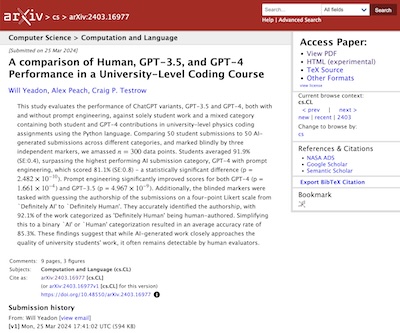 arXiv > cs > arXiv:2403.16977
Search...
All fields
Search
Help | Advanced Search
Computer Science > Computation and Language
[Submitted on 25 Mar 2024]
A comparison of Human, GPT-3.5, and GPT-4
Performance in a University-Level Coding Course
Will Yeadon, Alex Peach, Craig P. Testrow
This study evaluates the performance of ChatGPT variants, GPT-3.5 and GPT-4, both with
and without prompt engineering, against solely student work and a mixed category
containing both student and GPT-4 contributions in university-level physics coding
assignments using the Python language. Comparing 50 student submissions to 50 AI-
generated submissions across different categories, and marked blindly by three
independent markers, we amassed n = 300 data points. Students averaged 91.9%
(SE:0.4), surpassing the highest performing AI submission category, GPT-4 with prompt
engineering, which scored 81.1% (SE:0.8) - a statistically significant difference (p =
2.482 × 10⁻¹⁰). Prompt engineering significantly improved scores for both GPT-4 (p =
1.661 × 10⁻⁴) and GPT-3.5 (p = 4.967 × 10⁻⁹). Additionally, the blinded markers were
tasked with guessing the authorship of the submissions on a four-point Likert scale from
`Definitely AI' to `Definitely Human'. They accurately identified the authorship, with
92.1% of the work categorized as 'Definitely Human' being human-authored. Simplifying
this to a binary `AI' or `Human' categorization resulted in an average accuracy rate of
85.3%. These findings suggest that while AI-generated work closely approaches the
quality of university students' work, it often remains detectable by human evaluators.
Comments: 9 pages, 3 figures
Subjects: Computation and Language (cs.CL)
Cite as: arXiv:2403.16977 [cs.CL]
(or arXiv:2403.16977v1 [cs.CL] for this version)
https://doi.org/10.48550/arXiv.2403.16977
Submission history
From: Will Yeadon [view email]
[v1] Mon, 25 Mar 2024 17:41:02 UTC (594 KB)
Access Paper:
View PDF
HTML (experimental)
TeX Source
Other Formats
view license
Current browse context:
cs.CL
< prev | next >
new | recent | 2403
Change to browse by:
cs
References & Citations
NASA ADS
Google Scholar
Semantic Scholar
Export BibTeX Citation
Bookmark